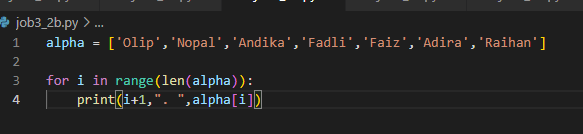 job3_2b.py > ...
1 alpha = ['Olip','Nopal','Andika','Fadli','Faiz','Adira','Raihan']
2
3 for i in range(len(alpha)):
4     print(i+1,". ",alpha[i])